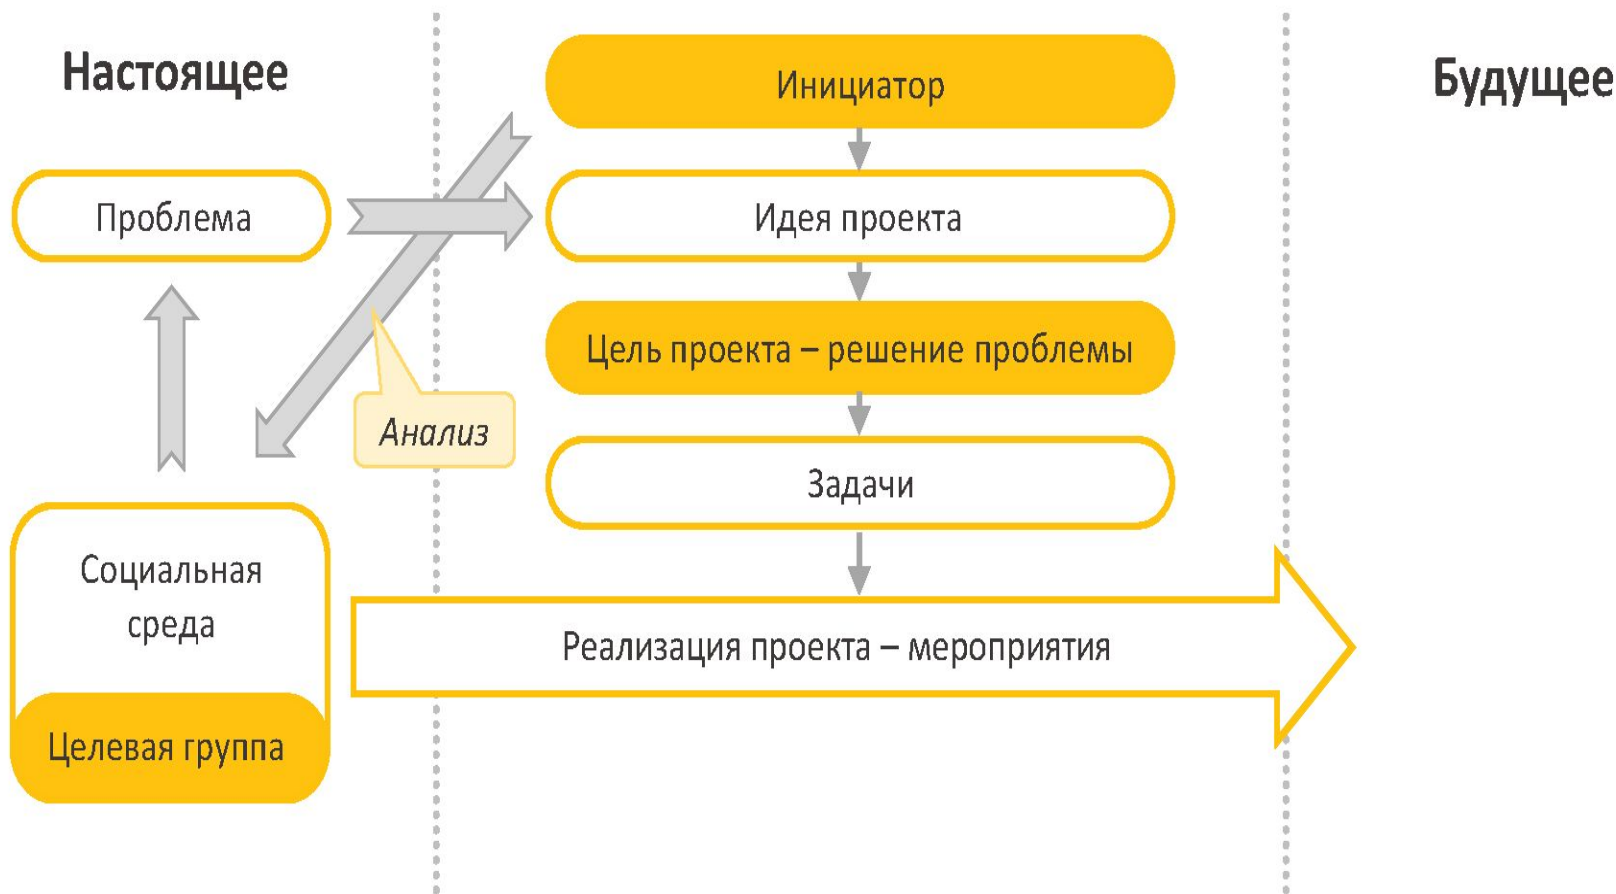 Настоящее
Инициатор
Будущее
Проблема
Идея проекта
Цель проекта – решение проблемы
Анализ
Задачи
Социальная
среда
Реализация проекта – мероприятия
Целевая группа